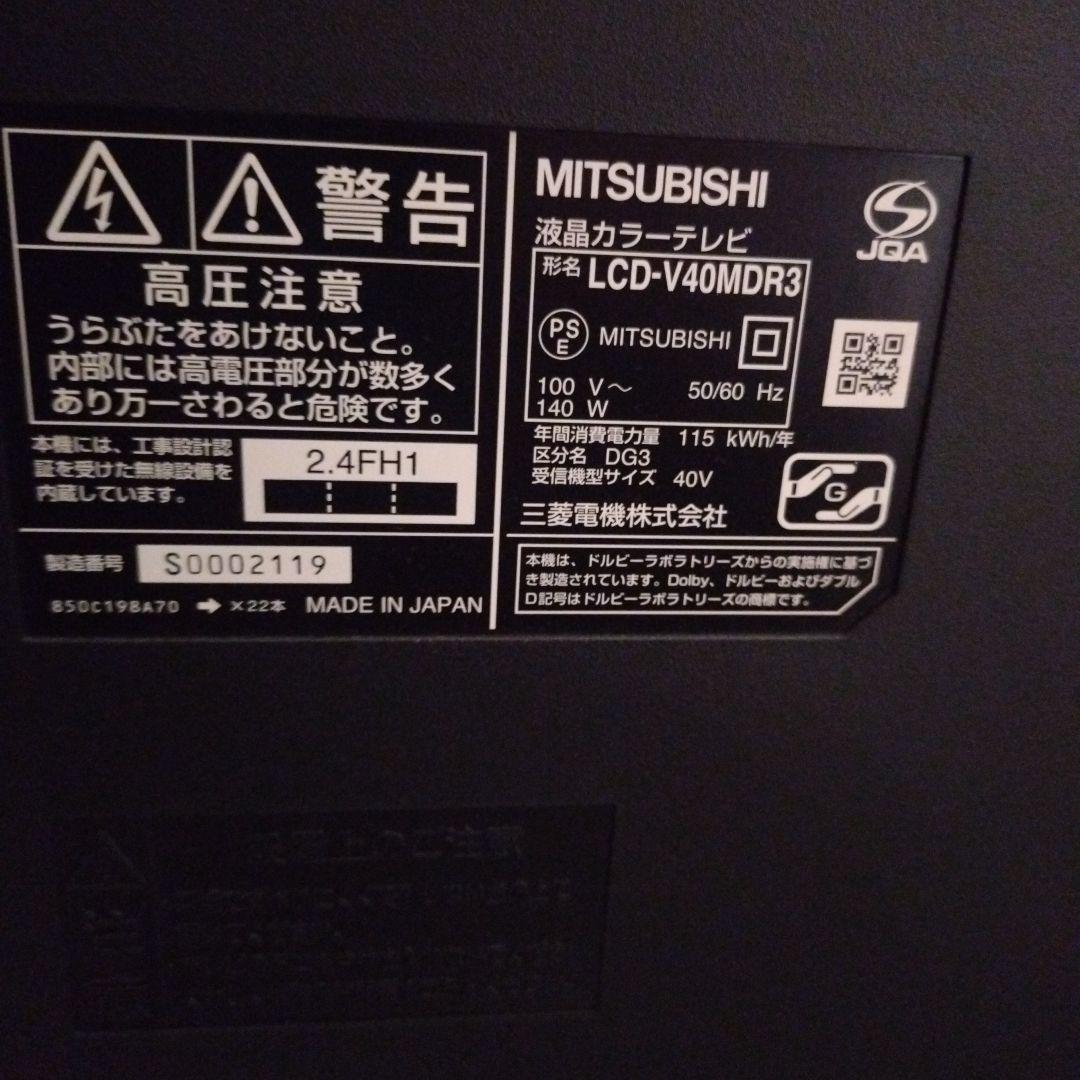 警告
高圧注意
うらぶたをあけないこと。
内部には高電圧部分が数多く
あり万一さわると危険です。
本機には、工事設計認
証を受けた無線設備を
内蔵しています。
2.4FH1
製造番号 S0002119
850C198A70 ➡ ×22本 MADE IN JAPAN
MITSUBISHI
液晶カラーテレビ
形名 LCD-V40MDR3
PSE MITSUBISHI
100 V～ 50/60 Hz
140 W
年間消費電力量 115 kWh/年
区分名 DG3
受信機型サイズ 40V
三菱電機株式会社
JQA
G
本機は、ドルビーラボラトリーズからの実施権に基づ
き製造されています。Dolby、ドルビーおよびダブル
D記号はドルビーラボラトリーズの商標です。